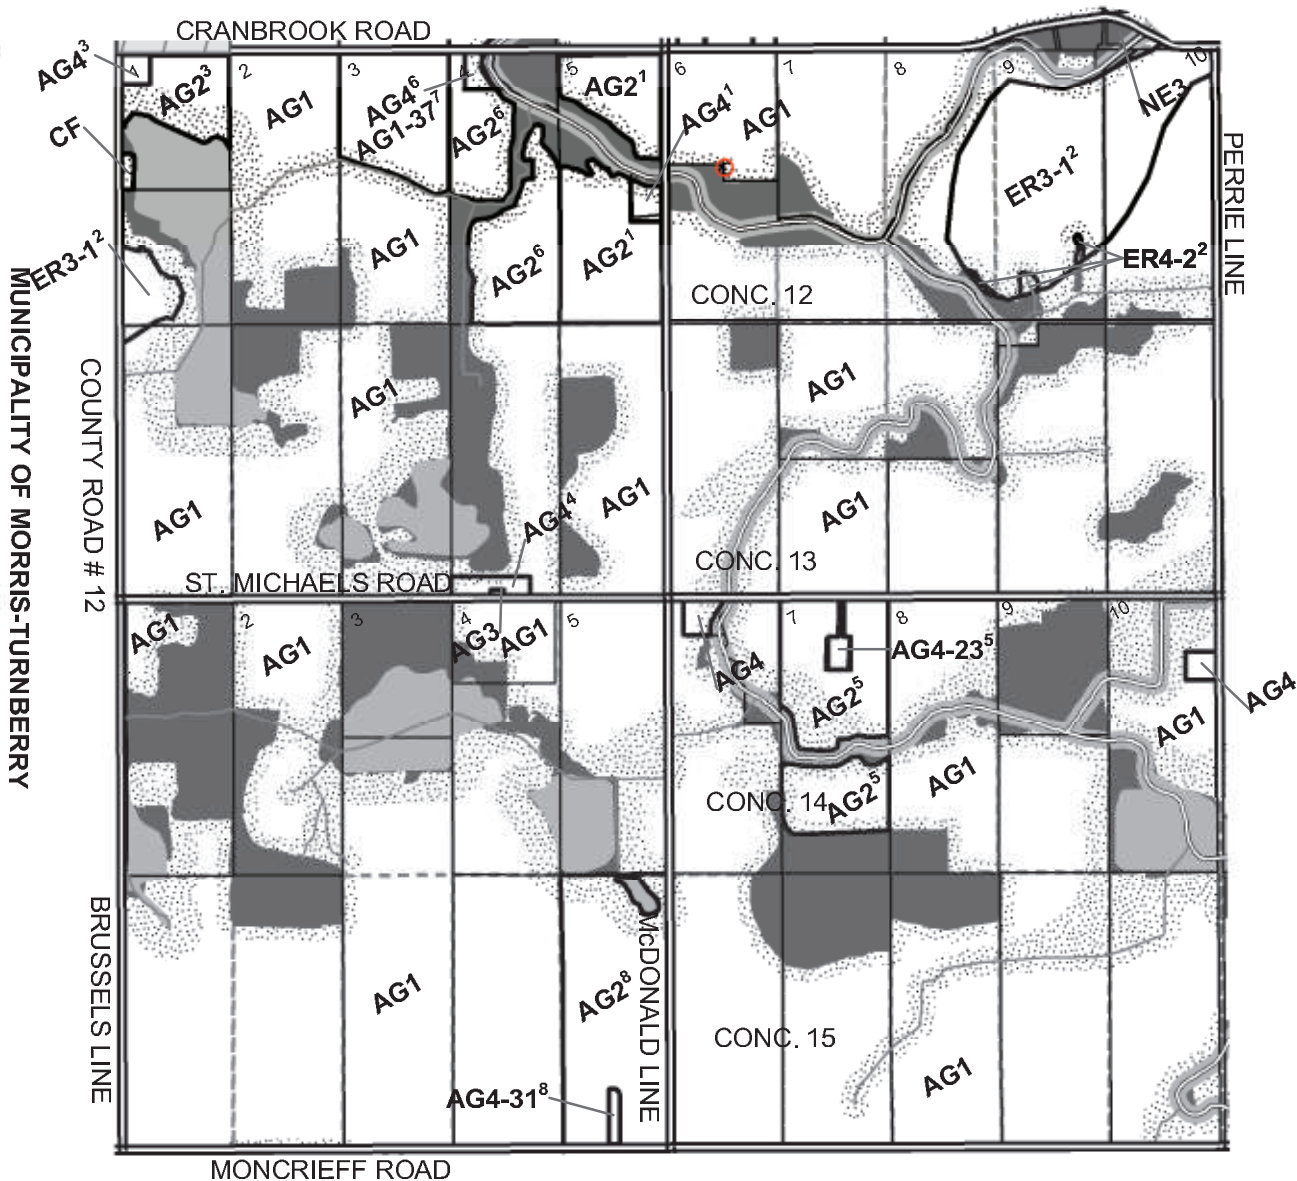 CRANBROOK ROAD
AG4³
1
AG2³
2
AG1
3
AG4⁶
AG1-37⁷
4
AG2⁶
5
AG2¹
6
AG4¹
AG1
7
8
9
10
NE3
CF
PERRIE LINE
ER3-1²
ER3-1²
AG1
AG2⁶
AG2¹
CONC. 12
ER4-2²
MUNICIPALITY OF MORRIS-TURNBERRY
COUNTY ROAD # 12
AG1
AG1
AG1
AG4⁴
AG1
AG1
CONC. 13
ST. MICHAELS ROAD
AG1
2
AG1
3
4
AG3
AG1
5
AG4
7
8
AG4-23⁵
9
10
AG4
AG2⁵
AG1
AG1
CONC. 14
AG2⁵
BRUSSELS LINE
McDONALD LINE
AG1
AG2⁸
CONC. 15
AG1
AG4-31⁸
MONCRIEFF ROAD